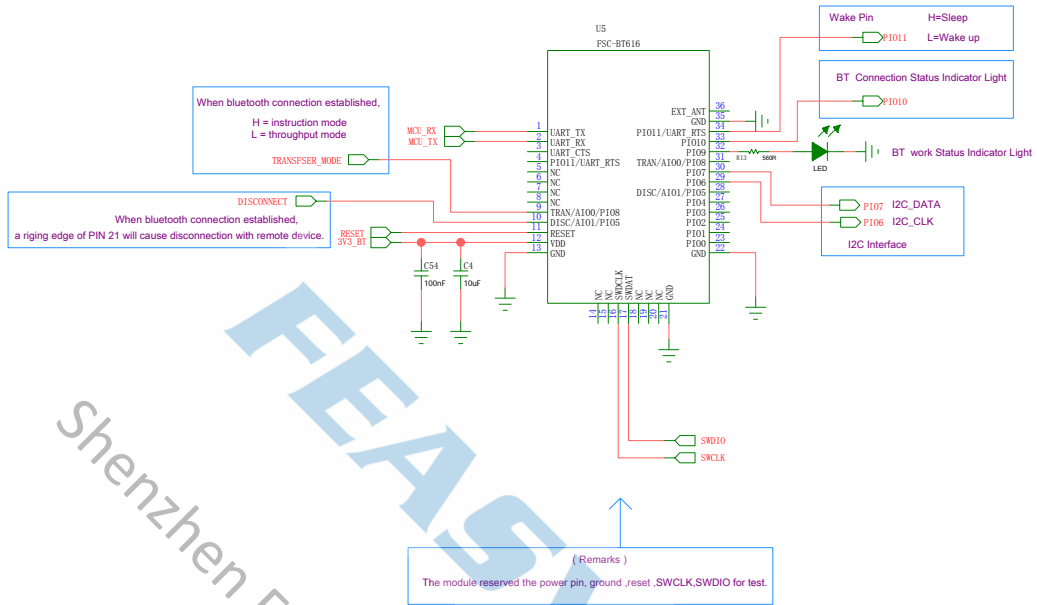 U5
FSC-BT616
Wake Pin H=Sleep
PIO11 L=Wake up
BT Connection Status Indicator Light
PIO10
When bluetooth connection established,
H = instruction mode
L = throughput mode
TRANSFSER_MODE
MCU_RX
MCU_TX
DISCONNECT
When bluetooth connection established,
a riging edge of PIN 21 will cause disconnection with remote device.
RESET
3V3_BT
C54
100nF
C4
10uF
1 UART_TX
2 UART_RX
3 UART_CTS
4 PIO11/UART_RTS
5 NC
6 NC
7 NC
8 NC
9 TRAN/AIO0/PIO8
10 DISC/AIO1/PIO5
11 RESET
12 VDD
13 GND
EXT_ANT 36
GND 35
PIO11/UART_RTS 34
PIO10 33
PIO9 32
TRAN/AIO0/PIO8 31
PIO7 30
PIO6 29
DISC/AIO1/PIO5 28
PIO4 27
PIO3 26
PIO2 25
PIO1 24
PIO0 23
GND 22
14 NC
15 NC
16 SWDCLK
17 SWDAT
18 NC
19 NC
20 NC
21 GND
R13 560R
LED
BT work Status Indicator Light
PIO7 I2C_DATA
PIO6 I2C_CLK
I2C Interface
SWDIO
SWCLK
( Remarks )
The module reserved the power pin, ground ,reset ,SWCLK,SWDIO for test.
Shenzhen
FEAS